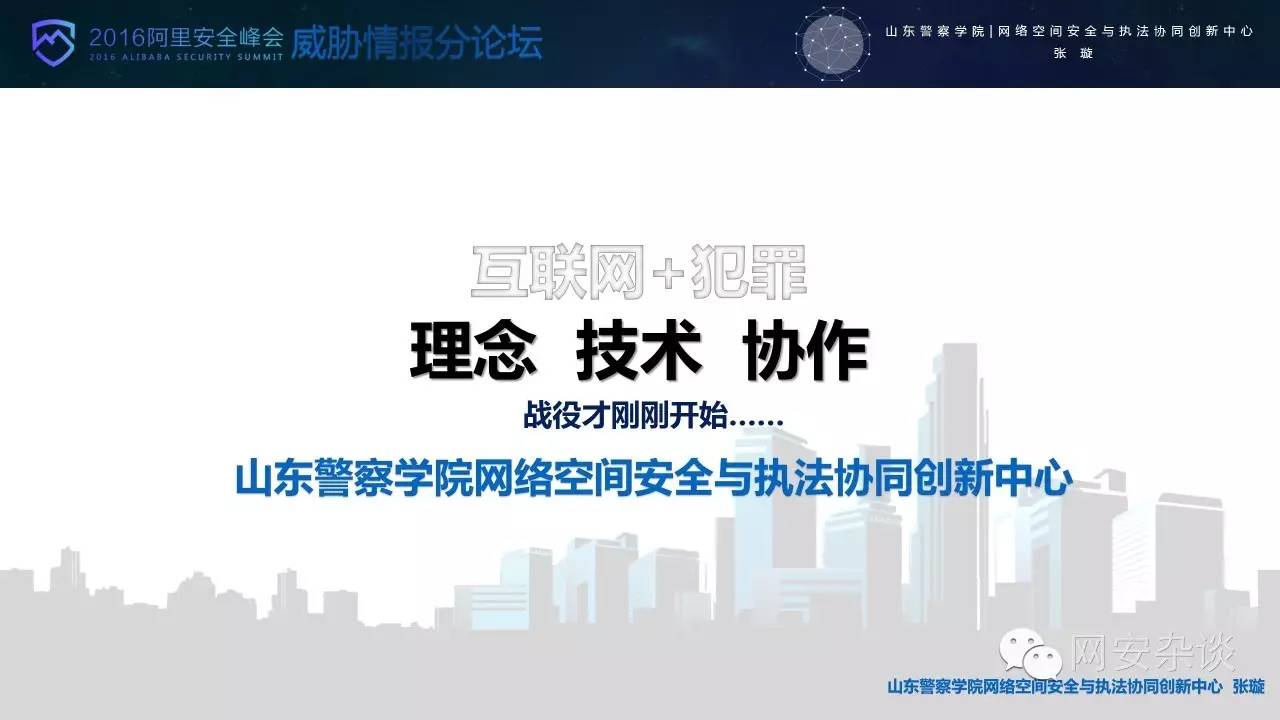 2016阿里安全峰会
2016 ALIBABA SECURITY SUMMIT
威胁情报分论坛
山东警察学院|网络空间安全与执法协同创新中心
张 璇
互联网+犯罪
理念 技术 协作
战役才刚刚开始……
山东警察学院网络空间安全与执法协同创新中心
网安杂谈
山东警察学院网络空间安全与执法协同创新中心 张璇